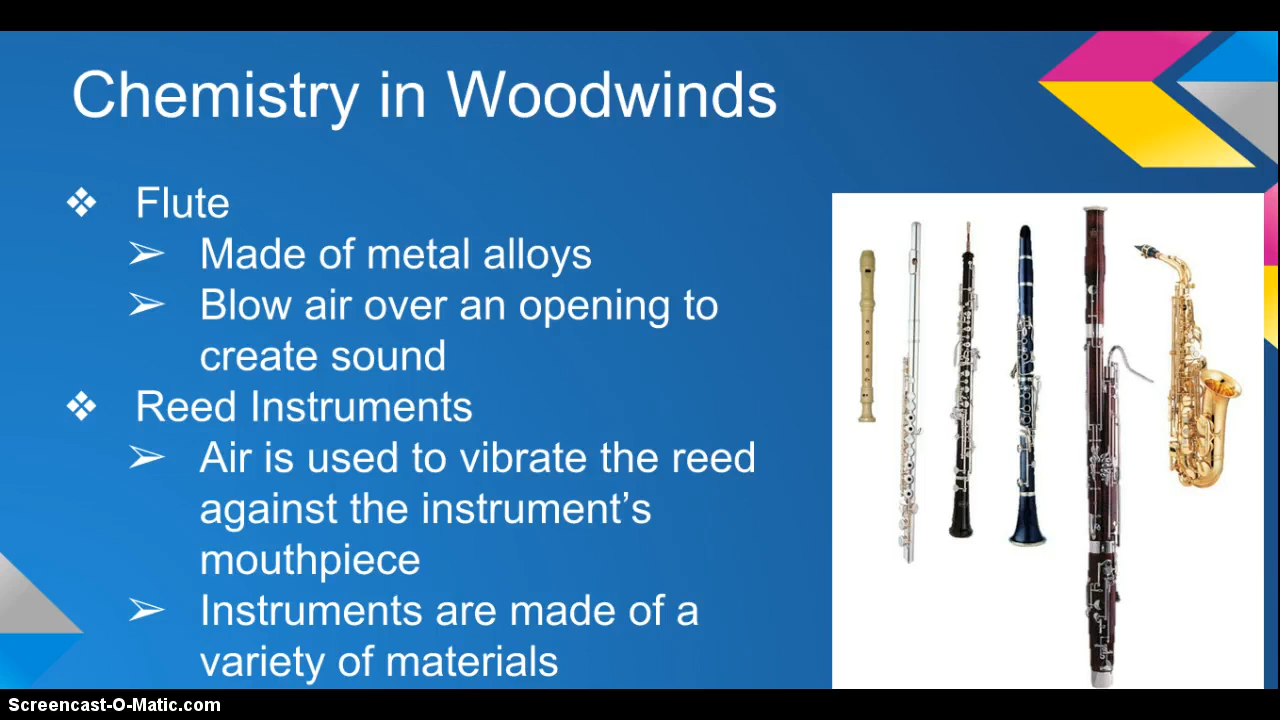 Chemistry in Woodwinds
❖ Flute
➢ Made of metal alloys
➢ Blow air over an opening to
create sound
❖ Reed Instruments
➢ Air is used to vibrate the reed
against the instrument’s
mouthpiece
➢ Instruments are made of a
variety of materials
Screencast-O-Matic.com